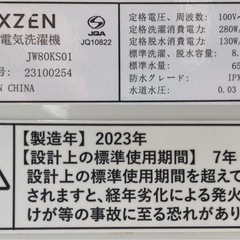 XZEN
電気洗濯機
JW80KS01
23100254
CHINA
JQA
JQ10822
定格電圧、周波数: 100V
定格洗濯消費電力: 280W/
定格脱水消費電力: 130W/
標準洗濯、脱水容量: 8.
標準水量: 65
防水メグレード: IPX
水道水圧: 0.03
【製造年】2023年
【設計上の標準使用期間】 7年
設計上の標準使用期間を超えて
されますと、経年劣化による発火
けが等の事故に至る恐れがあり